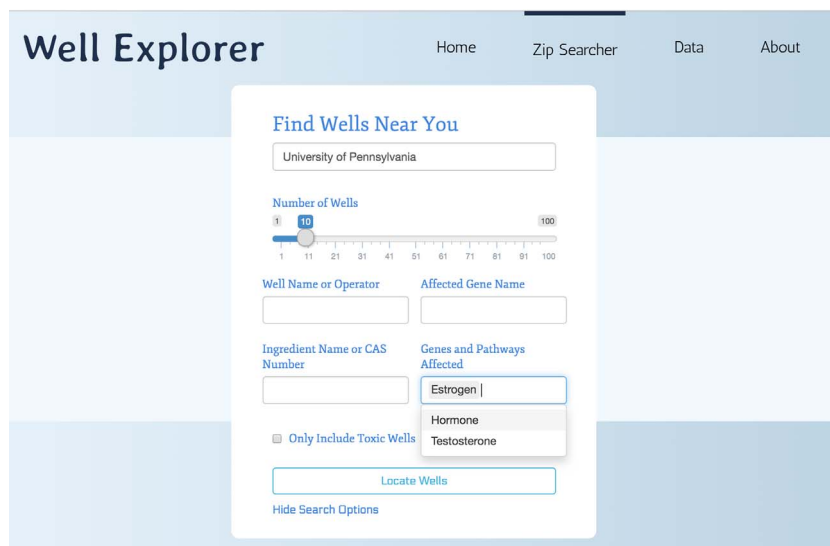 Well Explorer
Home
Zip Searcher
Data
About
Find Wells Near You
University of Pennsylvania
Number of Wells
1
10
100
1 11 21 31 41 51 61 71 81 91 100
Well Name or Operator
Affected Gene Name
Ingredient Name or CAS
Number
Genes and Pathways
Affected
Estrogen
Hormone
Testosterone
Only Include Toxic Wells
Locate Wells
Hide Search Options